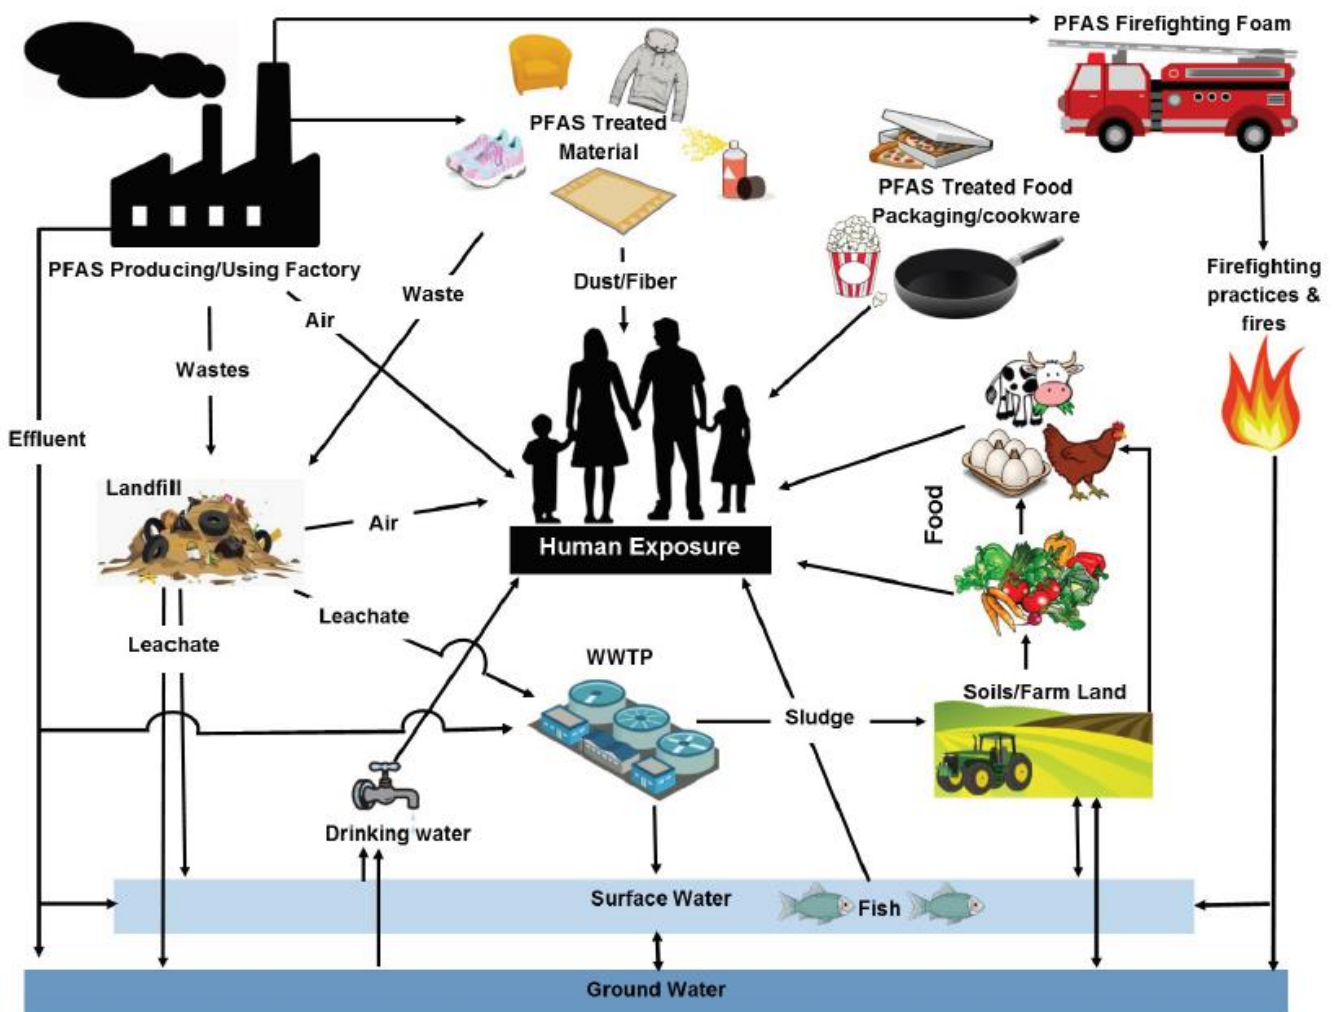 PFAS Firefighting Foam
PFAS Treated
Material
PFAS Treated Food
Packaging/cookware
PFAS Producing/Using Factory
Dust/Fiber
Firefighting
practices &
fires
Waste
Air
Wastes
Effluent
Landfill
Air
Food
Human Exposure
Leachate
Leachate
WWTP
Soils/Farm Land
Sludge
Drinking water
Surface Water
Fish
Ground Water